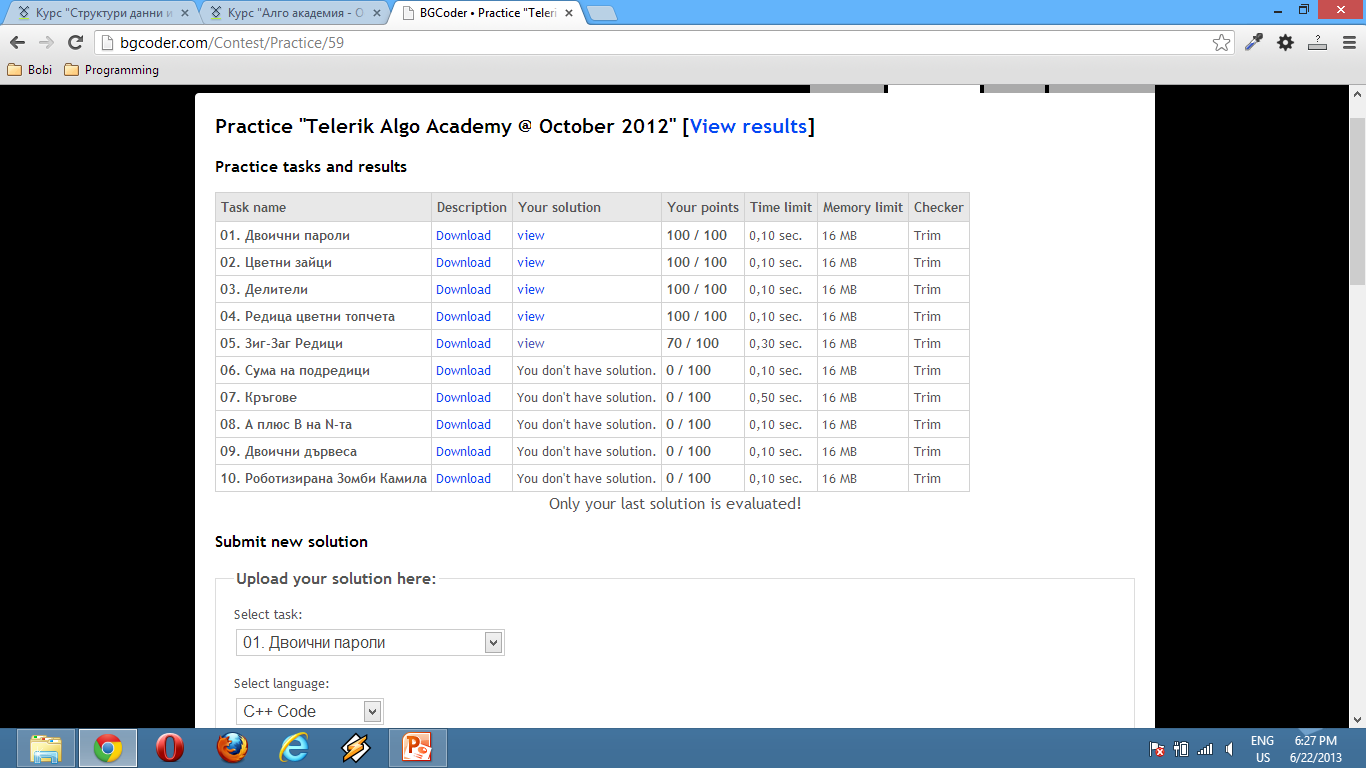 Курс "Структури данни и
Курс "Алго академия - О
BGCoder • Practice "Teleri
bgcoder.com/Contest/Practice/59
Bobi Programming
Practice "Telerik Algo Academy @ October 2012" [View results]
Practice tasks and results
Task name Description Your solution Your points Time limit Memory limit Checker
01. Двоични пароли Download view 100 / 100 0,10 sec. 16 MB Trim
02. Цветни зайци Download view 100 / 100 0,10 sec. 16 MB Trim
03. Делители Download view 100 / 100 0,10 sec. 16 MB Trim
04. Редица цветни топчета Download view 100 / 100 0,10 sec. 16 MB Trim
05. Зиг-Заг Редици Download view 70 / 100 0,30 sec. 16 MB Trim
06. Сума на подредици Download You don't have solution. 0 / 100 0,10 sec. 16 MB Trim
07. Кръгове Download You don't have solution. 0 / 100 0,50 sec. 16 MB Trim
08. А плюс В на N-та Download You don't have solution. 0 / 100 0,10 sec. 16 MB Trim
09. Двоични дървеса Download You don't have solution. 0 / 100 0,10 sec. 16 MB Trim
10. Роботизирана Зомби Камила Download You don't have solution. 0 / 100 0,10 sec. 16 MB Trim
Only your last solution is evaluated!
Submit new solution
Upload your solution here:
Select task:
01. Двоични пароли
Select language:
C++ Code
ENG 6:27 PM
US 6/22/2013